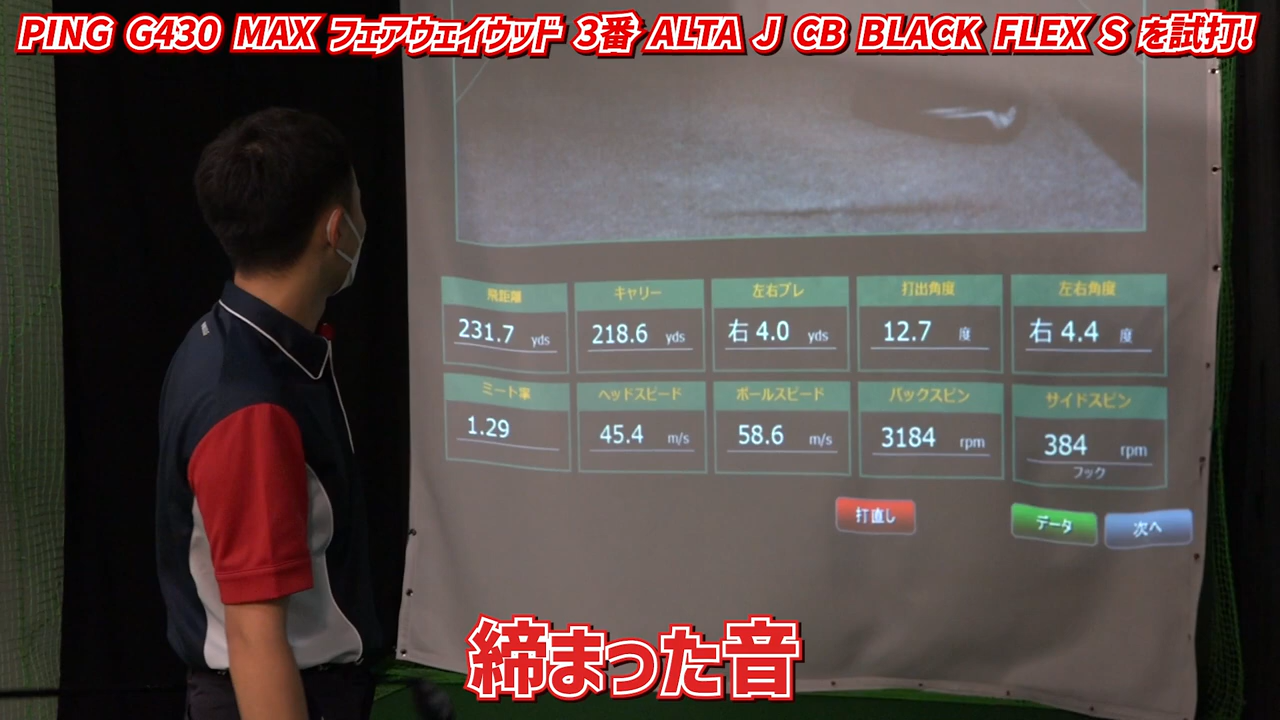 PING G430 MAX フェアウェイウッド 3番 ALTA J CB BLACK FLEX S を試打!
飛距離 キャリー 左右ブレ 打出角度 左右角度
231.7 yds 218.6 yds 右 4.0 yds 12.7 度 右 4.4 度
ミート率 ヘッドスピード ボールスピード バックスピン サイドスピン
1.29 45.4 m/s 58.6 m/s 3184 rpm 384 rpm
フック
打直し データ 次へ
締まった音